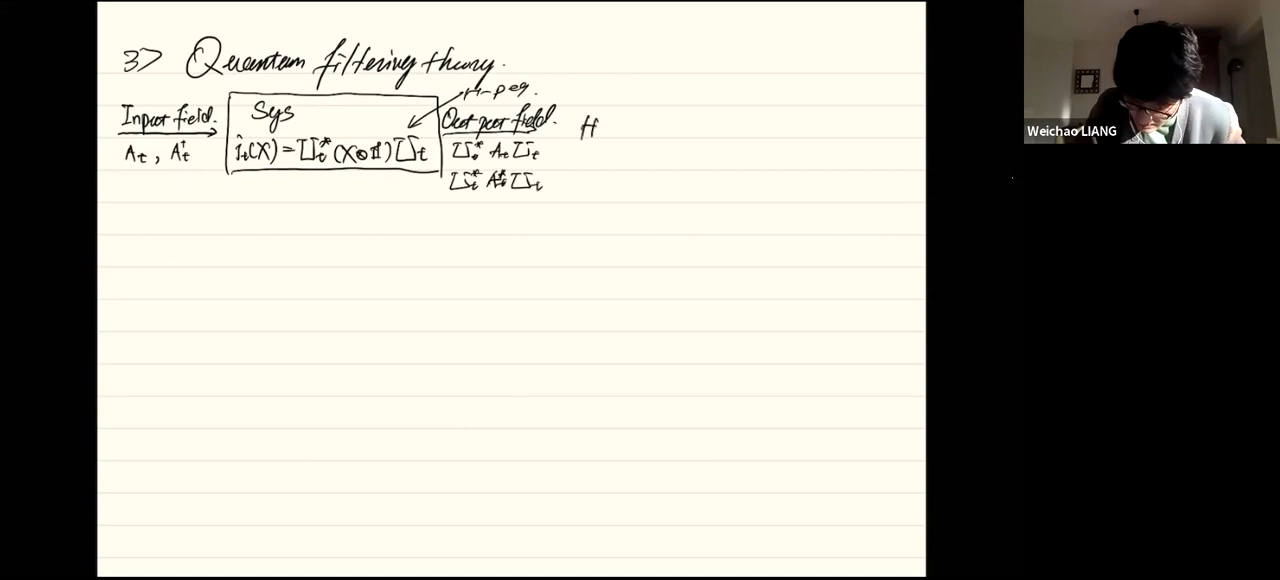 3> Quantum filtering theory.
H-peq.
Input field. Sys Output field. H
A_t, A_t^† j_t(X) = U_t^* (X⊗𝟙) U_t U_t^* A_t U_t
U_t^* A_t^* U_t
Weichao LIANG